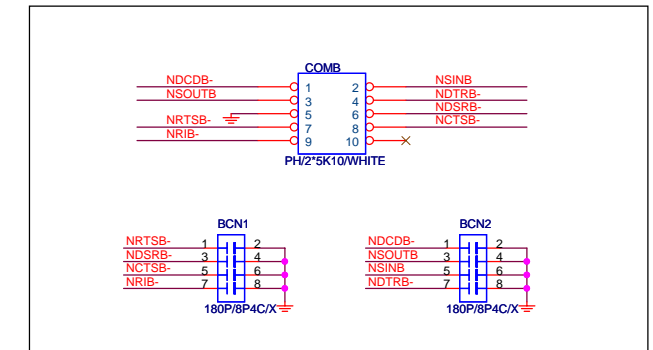 COMB
NDCDB- 1 2 NSINB
NSOUTB 3 4 NDTRB-
5 6 NDSRB-
NRTSB- 7 8 NCTSB-
NRIB- 9 10
PH/2*5K10/WHITE
BCN1
NRTSB- 1 2
NDSRB- 3 4
NCTSB- 5 6
NRIB- 7 8
180P/8P4C/X
BCN2
NDCDB- 1 2
NSOUTB 3 4
NSINB 5 6
NDTRB- 7 8
180P/8P4C/X